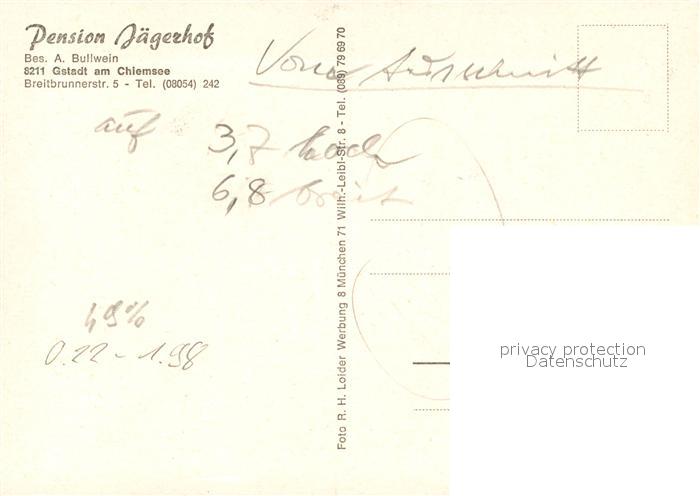 Pension Jägerhof
Bes. A. Bullwein
8211 Gstadt am Chiemsee
Breitbrunnerstr. 5 - Tel. (08054) 242
Vom Ausschnitt
auf 3,7 hoch
6,8 breit
49%
0.22 - 1.98
Foto R. H. Loider Werbung 8 München 71 Wilh.-Leibl-Str. 8 - Tel. (089) 79 69 70
privacy protection
Datenschutz